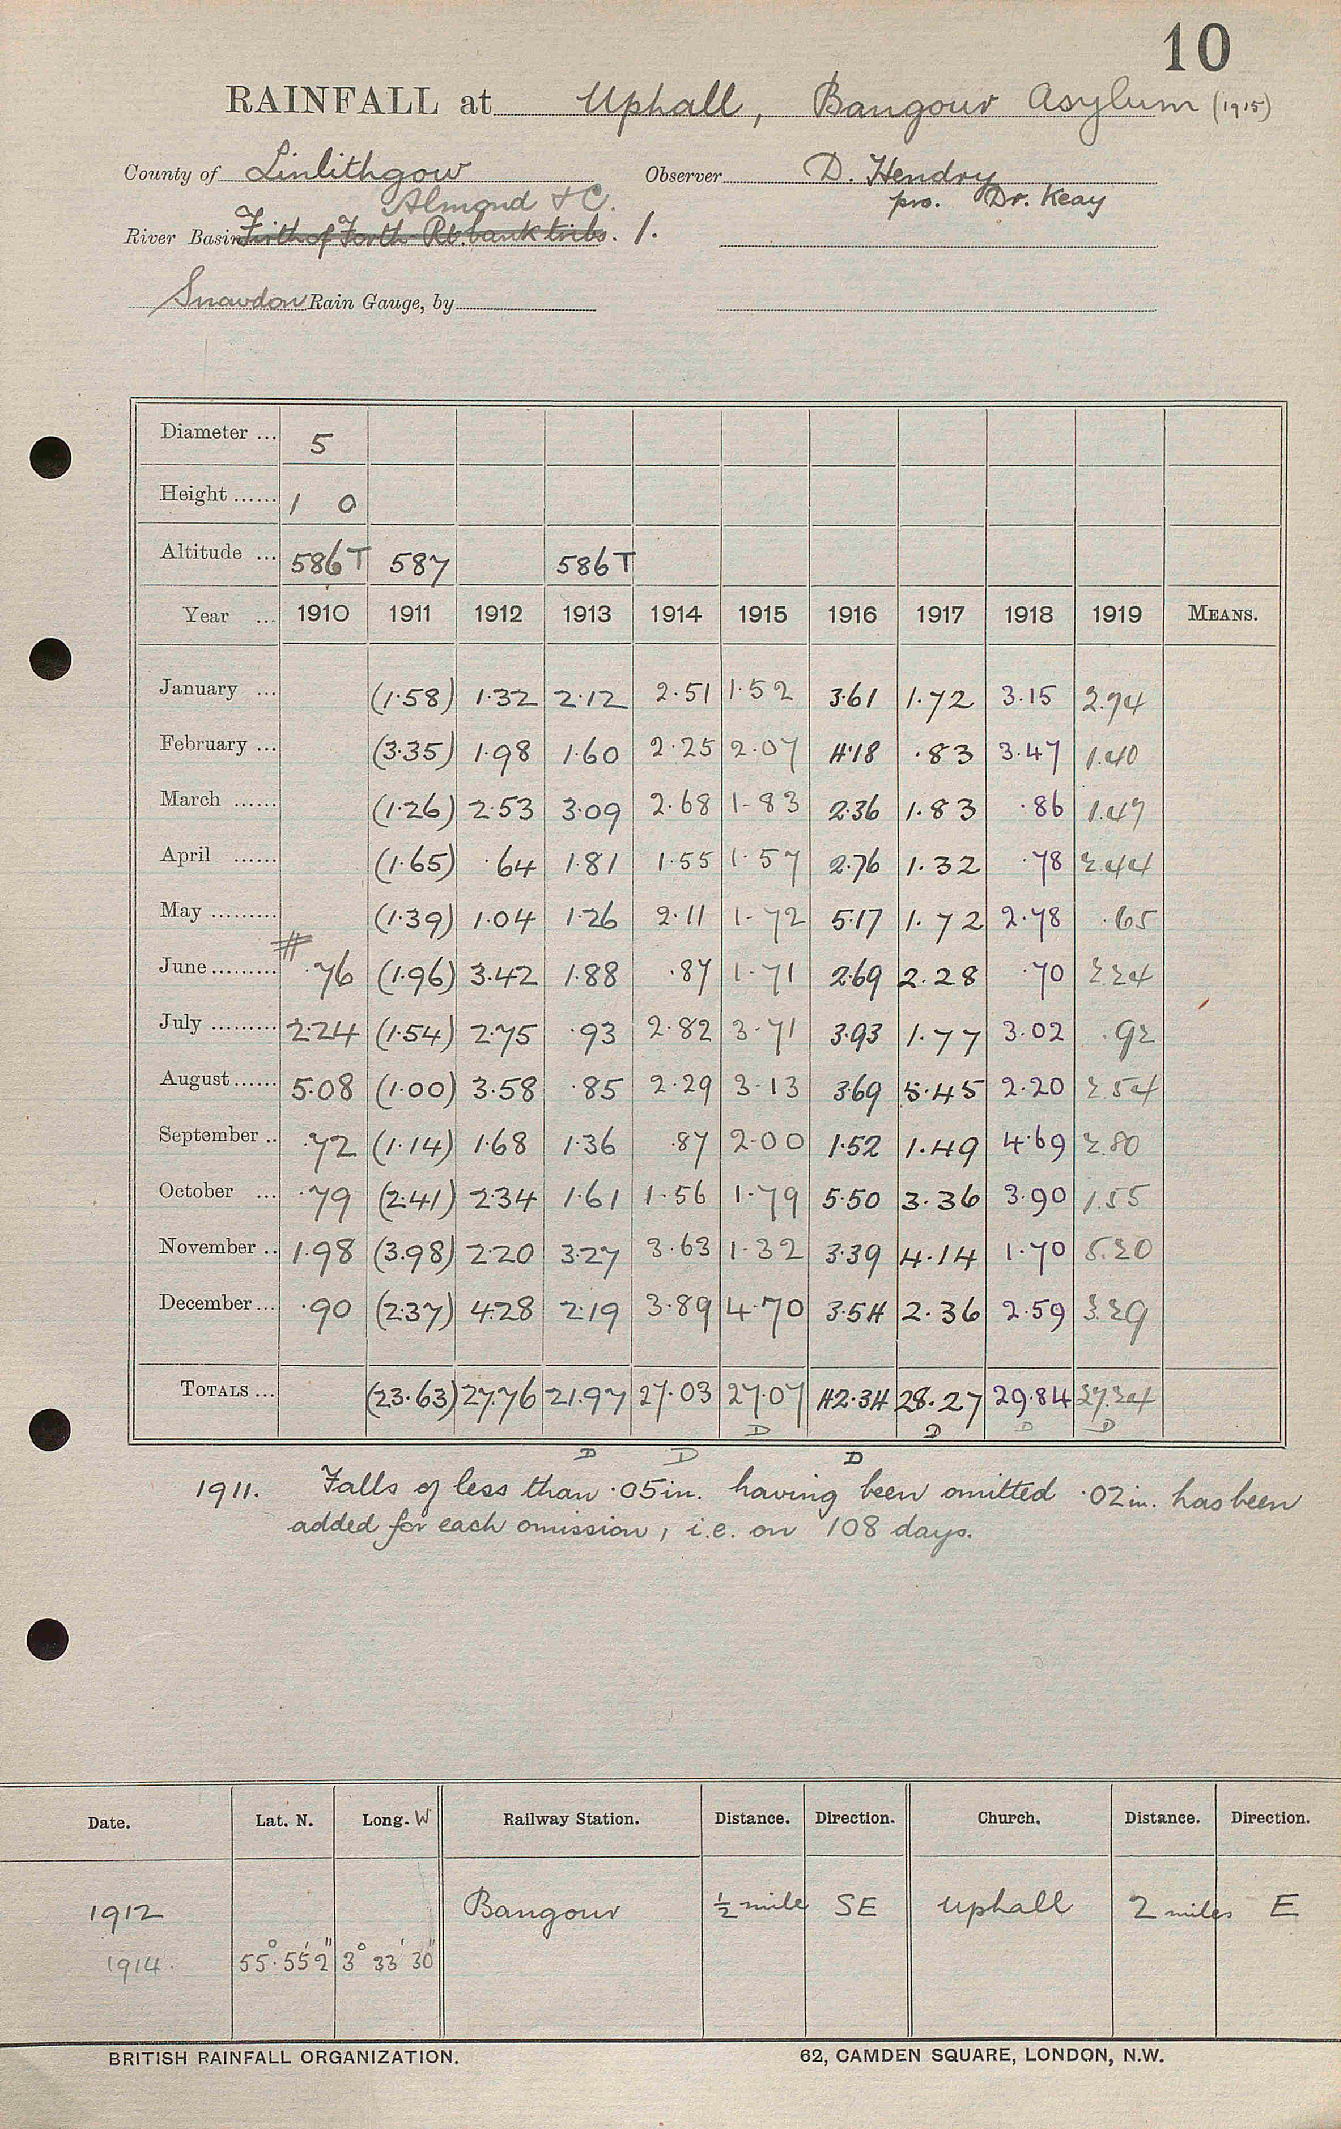 10
RAINFALL at Uphall, Bangour Asylum (1915)
County of Linlithgow Observer D. Hendry
Almond & C. pro. Dr. Keay
River Basin Firth of Forth Rt. bank tribs. 1.
Snowdon Rain Gauge, by
Diameter ... 5
Height ...... 1 0
Altitude ... 586T 587 586T
Year ... 1910 1911 1912 1913 1914 1915 1916 1917 1918 1919 MEANS.
January ... (1.58) 1.32 2.12 2.51 1.52 3.61 1.72 3.15 2.74
February ... (3.35) 1.98 1.60 2.25 2.07 4.18 .83 3.47 1.40
March ...... (1.26) 2.53 3.09 2.68 1.83 2.36 1.83 .86 1.47
April ...... (1.65) .64 1.81 1.55 1.57 2.76 1.32 .78 2.44
May ......... (1.39) 1.04 1.26 2.11 1.72 5.17 1.72 2.78 .65
June ......... # .76 (1.96) 3.42 1.88 .87 1.71 2.69 2.28 .70 2.24
July ......... 2.24 (1.54) 2.75 .93 2.82 3.71 3.93 1.77 3.02 .92
August ...... 5.08 (1.00) 3.58 .85 2.29 3.13 3.69 5.45 2.20 2.54
September .. .72 (1.14) 1.68 1.36 .87 2.00 1.52 1.49 4.69 2.80
October ... .79 (2.41) 2.34 1.61 1.56 1.79 5.50 3.36 3.90 1.55
November .. 1.98 (3.98) 2.20 3.27 3.63 1.32 3.39 4.14 1.70 5.20
December ... .90 (2.37) 4.28 2.19 3.89 4.70 3.54 2.36 2.59 3.29
TOTALS ... (23.63) 27.76 21.97 27.03 27.07 42.34 28.27 29.84 27.24
D D D D D D D
1911. Falls of less than .05 in. having been omitted .02 in. has been
added for each omission, i.e. on 108 days.
Date. Lat. N. Long. W Railway Station. Distance. Direction. Church. Distance. Direction.
1912 Bangour ½ mile SE Uphall 2 miles E
1914. 55° 55' 2" 3° 33' 30"
BRITISH RAINFALL ORGANIZATION. 62, CAMDEN SQUARE, LONDON, N.W.